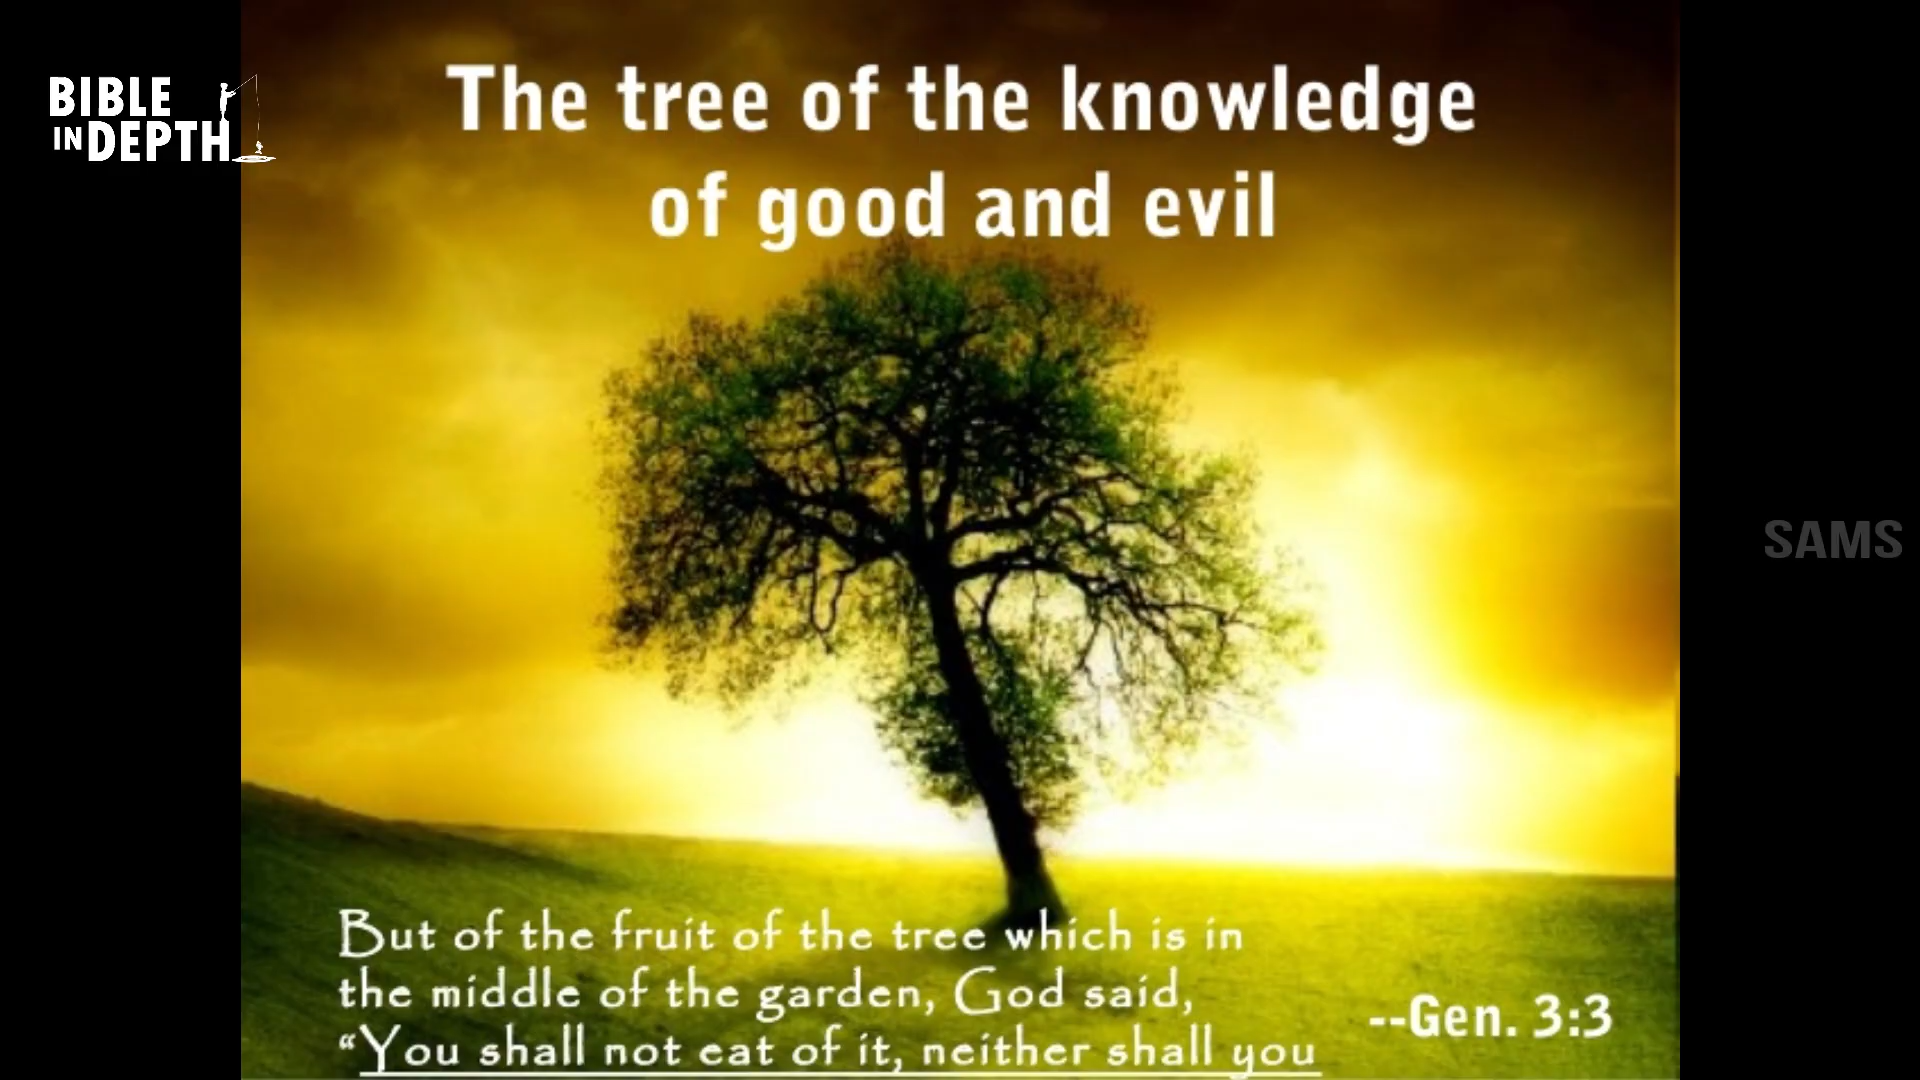 BIBLE
IN DEPTH
The tree of the knowledge
of good and evil
SAMS
But of the fruit of the tree which is in
the middle of the garden, God said,
“You shall not eat of it, neither shall you
--Gen. 3:3